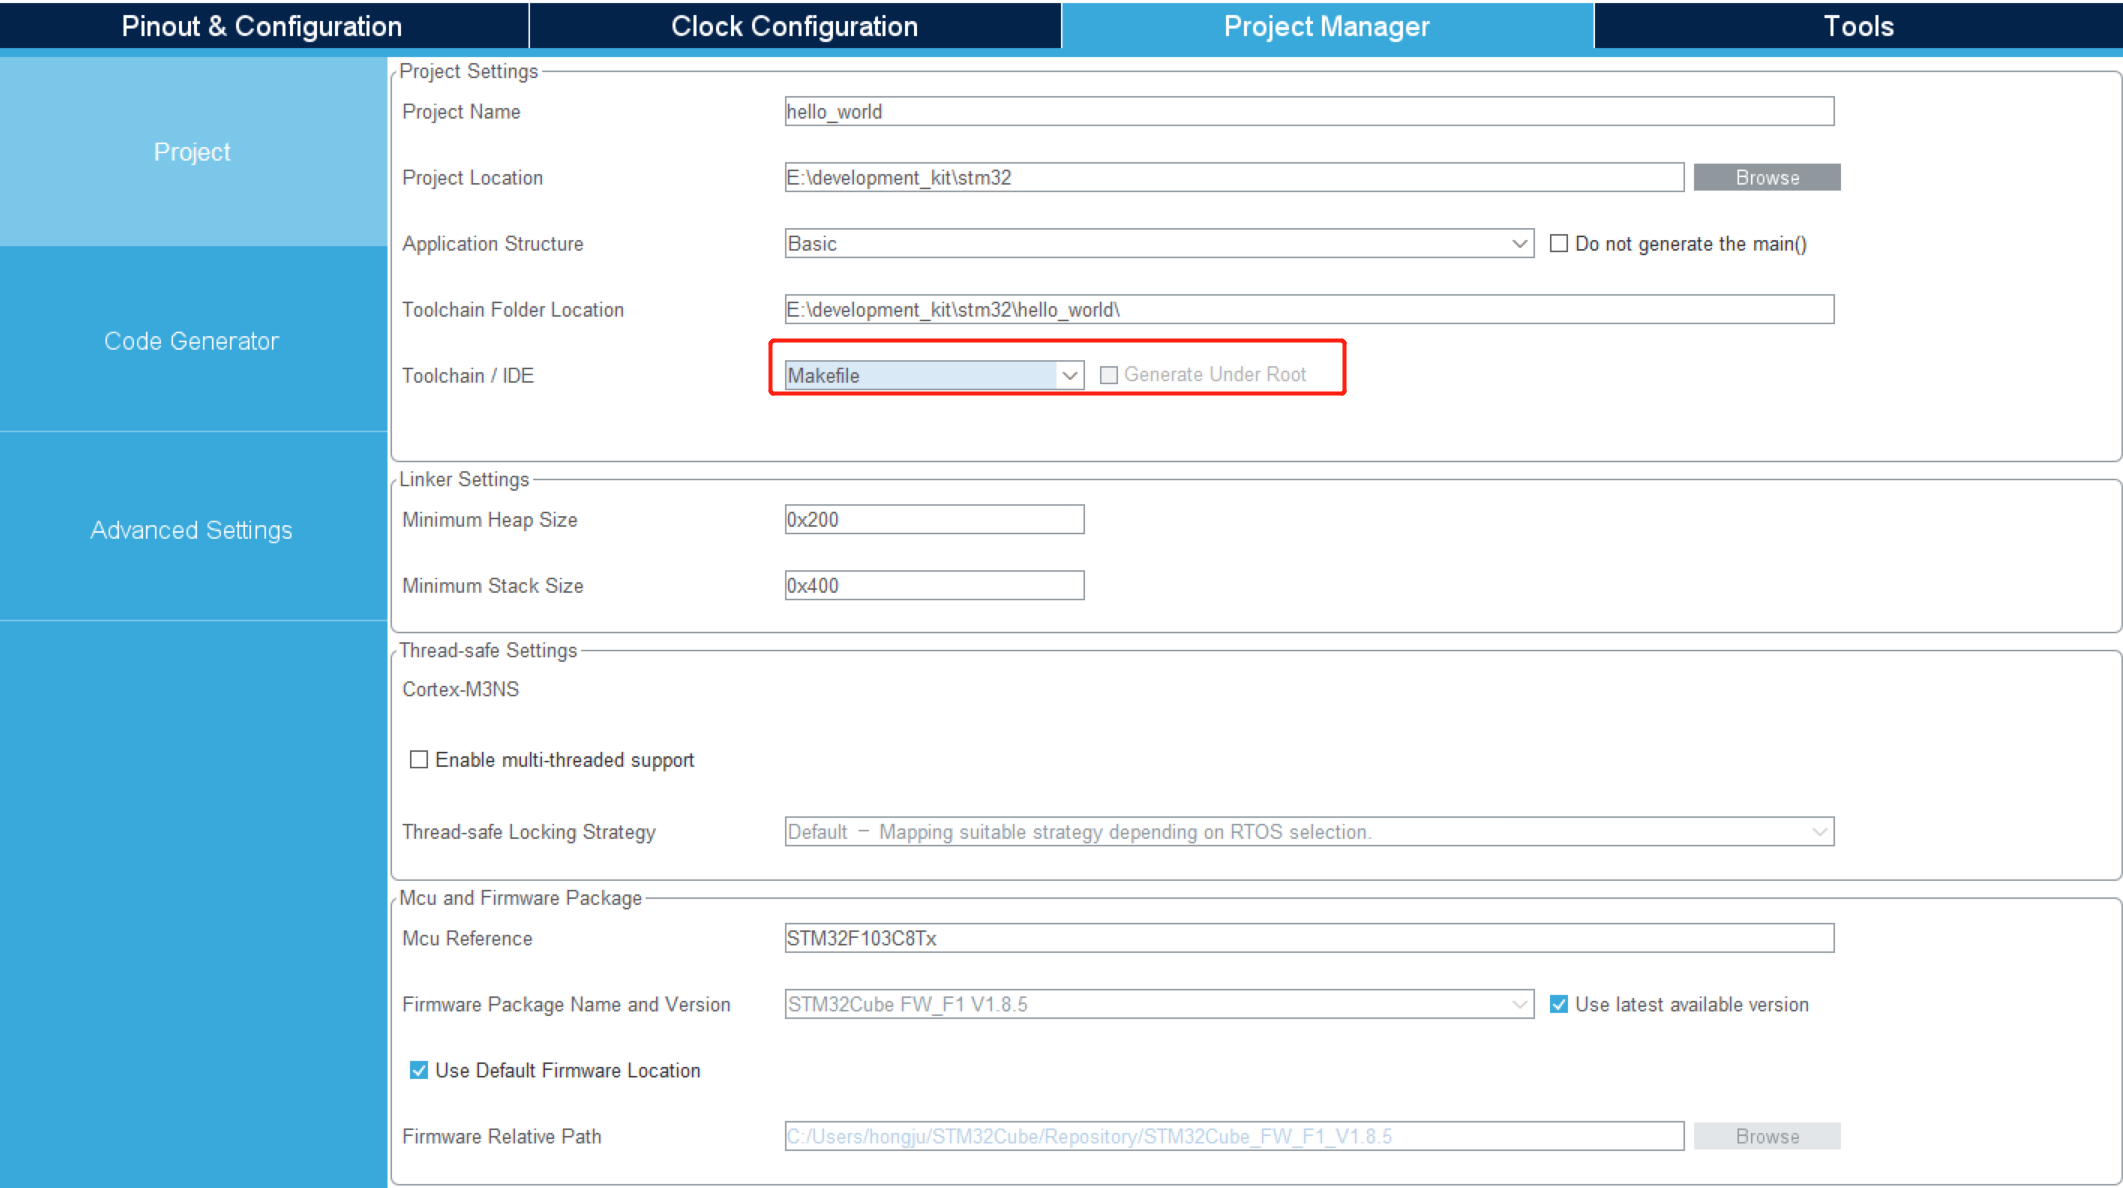 Pinout & Configuration
Clock Configuration
Project Manager
Tools
Project
Code Generator
Advanced Settings
Project Settings
Project Name
hello_world
Project Location
E:\development_kit\stm32
Browse
Application Structure
Basic
Do not generate the main()
Toolchain Folder Location
E:\development_kit\stm32\hello_world\
Toolchain / IDE
Makefile
Generate Under Root
Linker Settings
Minimum Heap Size
0x200
Minimum Stack Size
0x400
Thread-safe Settings
Cortex-M3NS
Enable multi-threaded support
Thread-safe Locking Strategy
Default – Mapping suitable strategy depending on RTOS selection.
Mcu and Firmware Package
Mcu Reference
STM32F103C8Tx
Firmware Package Name and Version
STM32Cube FW_F1 V1.8.5
Use latest available version
Use Default Firmware Location
Firmware Relative Path
C:/Users/hongju/STM32Cube/Repository/STM32Cube_FW_F1_V1.8.5
Browse